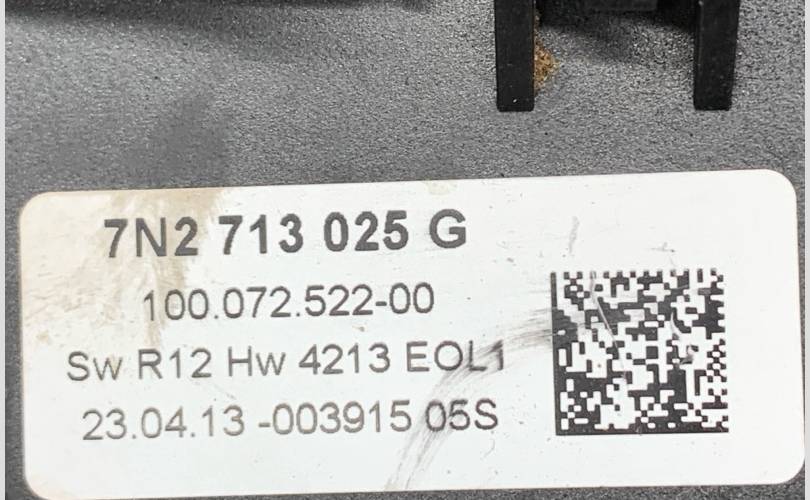 7N2 713 025 G
100.072.522-00
Sw R12 Hw 4213 EOL1
23.04.13 -003915 05S